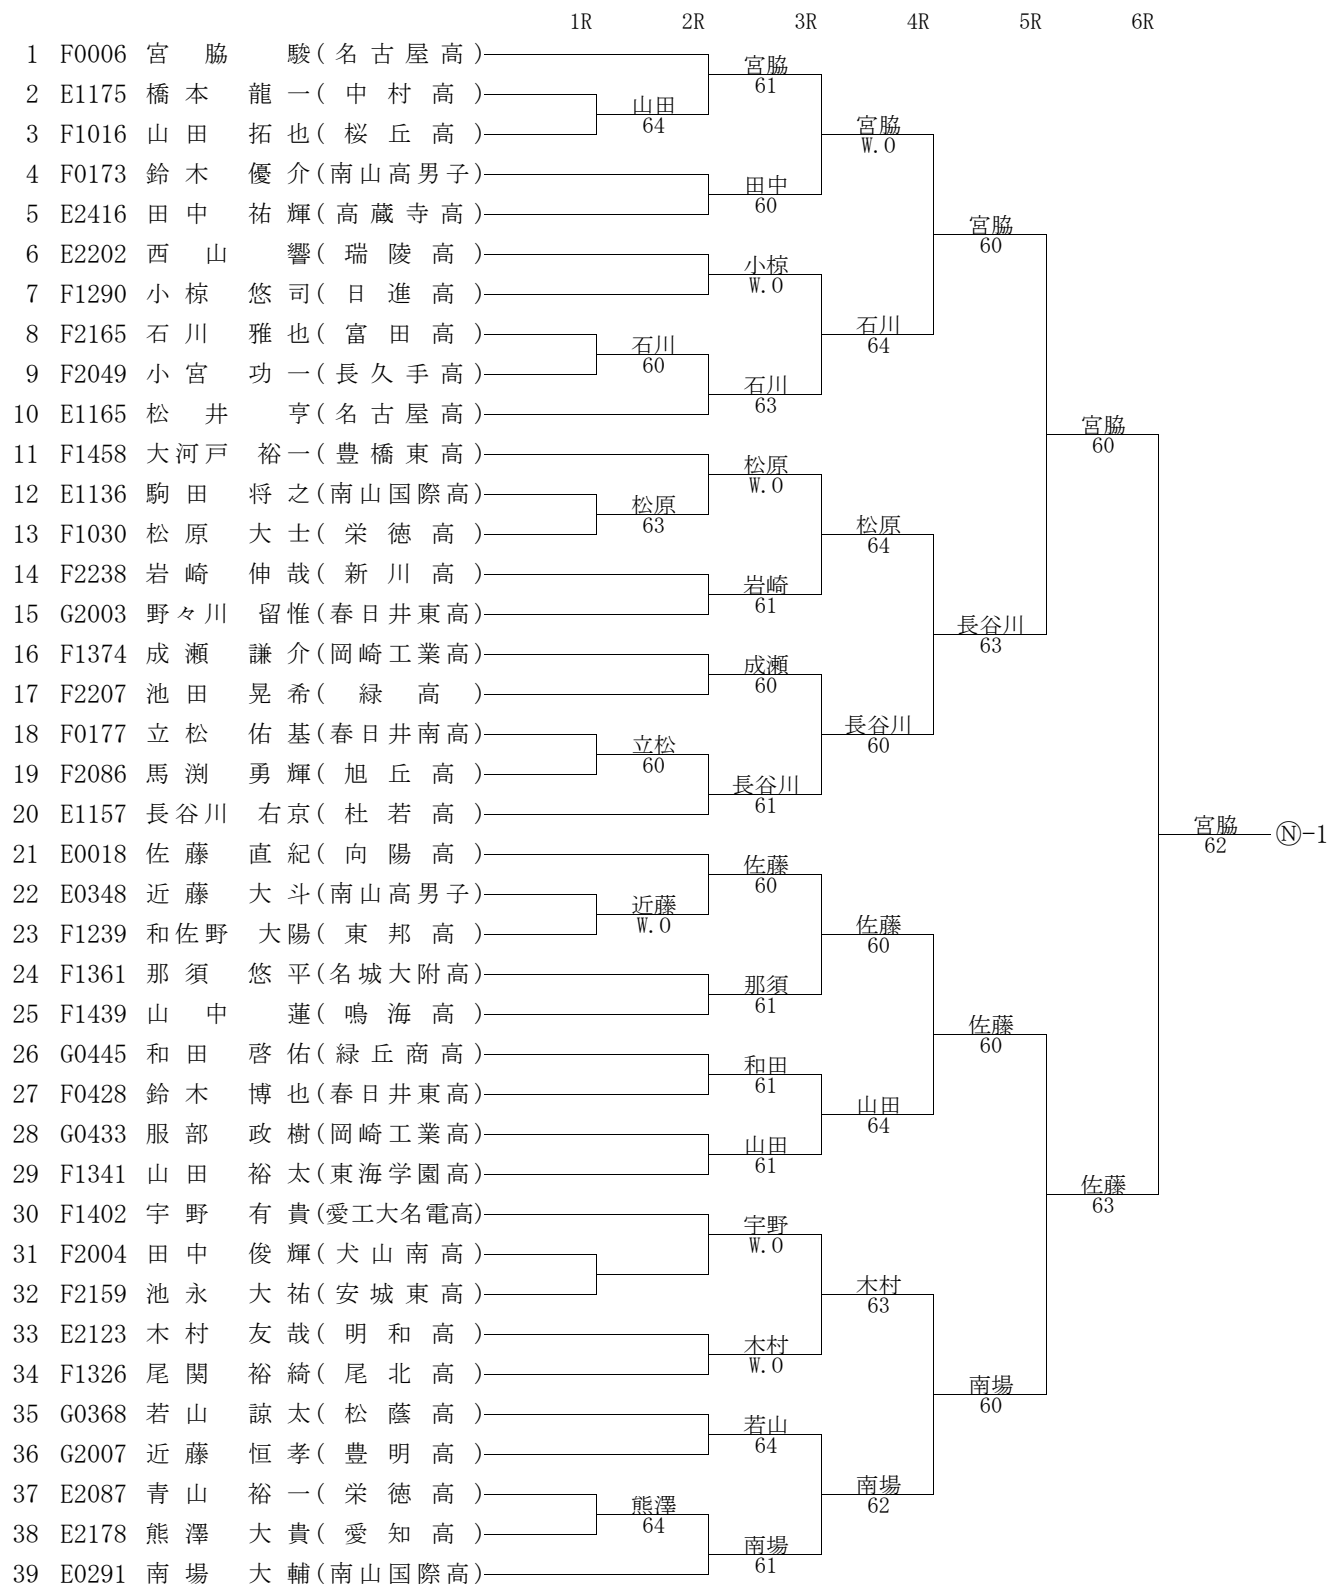 1R 2R 3R 4R 5R 6R
1 F0006 宮 脇 駿(名古屋高)
宮脇
61
2 E1175 橋本 龍一(中村高)
山田
64
3 F1016 山田 拓也(桜丘高)
宮脇
W.0
4 F0173 鈴木 優介(南山高男子)
田中
60
5 E2416 田中 祐輝(高蔵寺高)
宮脇
60
6 E2202 西 山 響(瑞陵高)
小椋
W.0
7 F1290 小椋 悠司(日進高)
8 F2165 石川 雅也(富田高)
石川
64
石川
60
9 F2049 小宮 功一(長久手高)
石川
63
10 E1165 松 井 亨(名古屋高)
宮脇
60
11 F1458 大河戸 裕一(豊橋東高)
松原
W.0
12 E1136 駒田 将之(南山国際高)
松原
63
13 F1030 松原 大士(栄徳高)
松原
64
14 F2238 岩崎 伸哉(新川高)
岩崎
61
15 G2003 野々川 留惟(春日井東高)
長谷川
63
16 F1374 成瀬 謙介(岡崎工業高)
成瀬
60
17 F2207 池田 晃希(緑高)
18 F0177 立松 佑基(春日井南高)
長谷川
60
立松
60
19 F2086 馬渕 勇輝(旭丘高)
長谷川
61
20 E1157 長谷川 右京(杜若高)
宮脇
62
Ⓝ-1
21 E0018 佐藤 直紀(向陽高)
佐藤
60
22 E0348 近藤 大斗(南山高男子)
近藤
W.0
23 F1239 和佐野 大陽(東邦高)
佐藤
60
24 F1361 那須 悠平(名城大附高)
那須
61
25 F1439 山 中 蓮(鳴海高)
佐藤
60
26 G0445 和田 啓佑(緑丘商高)
和田
61
27 F0428 鈴木 博也(春日井東高)
山田
64
28 G0433 服部 政樹(岡崎工業高)
山田
61
29 F1341 山田 裕太(東海学園高)
佐藤
63
30 F1402 宇野 有貴(愛工大名電高)
宇野
W.0
31 F2004 田中 俊輝(犬山南高)
32 F2159 池永 大祐(安城東高)
木村
63
33 E2123 木村 友哉(明和高)
木村
W.0
34 F1326 尾関 裕綺(尾北高)
南場
60
35 G0368 若山 諒太(松蔭高)
若山
64
36 G2007 近藤 恒孝(豊明高)
37 E2087 青山 裕一(栄徳高)
南場
62
熊澤
64
38 E2178 熊澤 大貴(愛知高)
南場
61
39 E0291 南場 大輔(南山国際高)